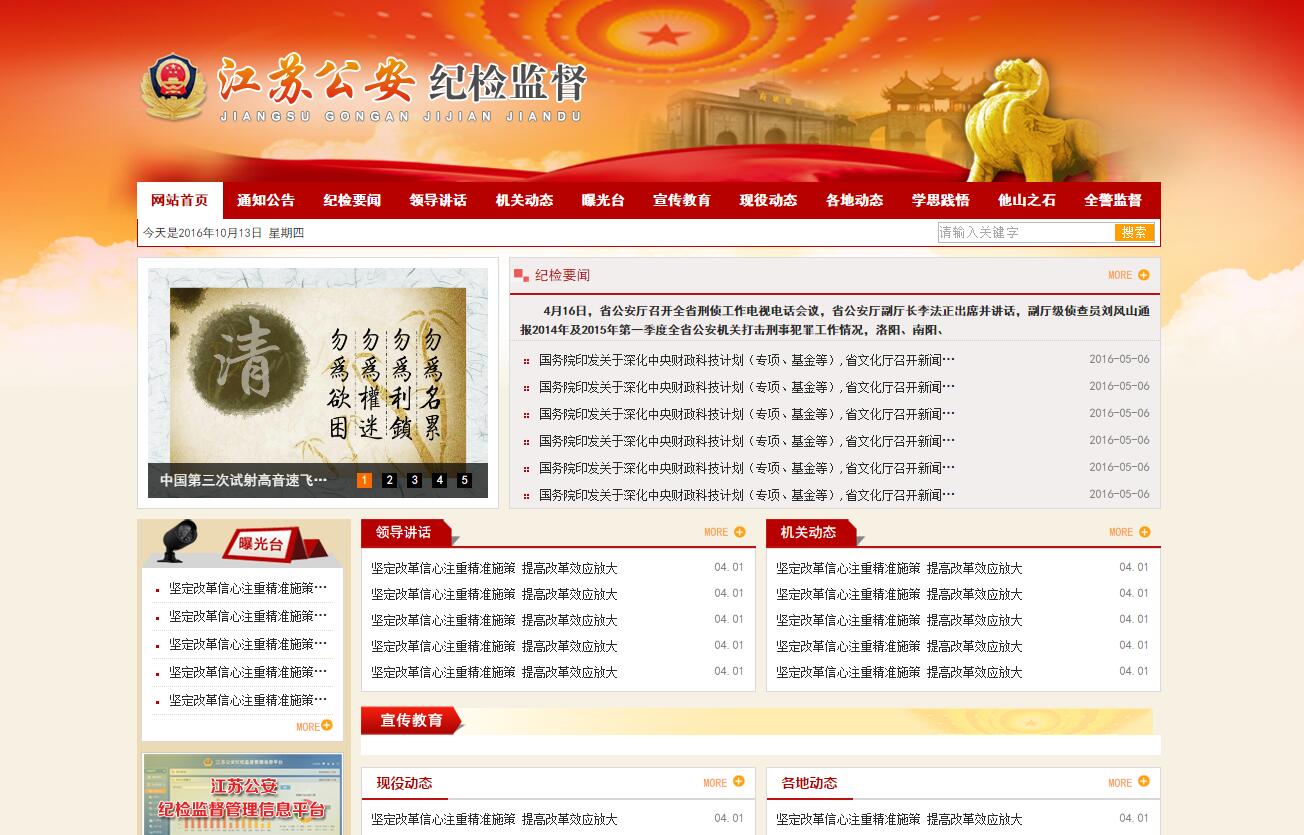 江苏公安 纪检监督
JIANGSU GONGAN JIJIAN JIANDU
网站首页 通知公告 纪检要闻 领导讲话 机关动态 曝光台 宣传教育 现役动态 各地动态 学思践悟 他山之石 全警监督
今天是2016年10月13日 星期四
请输入关键字 搜索
清
勿为名累
勿為利鎖
勿為權迷
勿為欲困
中国第三次试射高音速飞… 1 2 3 4 5
纪检要闻 MORE
4月16日，省公安厅召开全省刑侦工作电视电话会议，省公安厅副厅长李法正出席并讲话，副厅级侦查员刘风山通
报2014年及2015年第一季度全省公安机关打击刑事犯罪工作情况，洛阳、南阳、
国务院印发关于深化中央财政科技计划（专项、基金等）,省文化厅召开新闻… 2016-05-06
国务院印发关于深化中央财政科技计划（专项、基金等）,省文化厅召开新闻… 2016-05-06
国务院印发关于深化中央财政科技计划（专项、基金等）,省文化厅召开新闻… 2016-05-06
国务院印发关于深化中央财政科技计划（专项、基金等）,省文化厅召开新闻… 2016-05-06
国务院印发关于深化中央财政科技计划（专项、基金等）,省文化厅召开新闻… 2016-05-06
国务院印发关于深化中央财政科技计划（专项、基金等）,省文化厅召开新闻… 2016-05-06
曝光台
坚定改革信心注重精准施策…
坚定改革信心注重精准施策…
坚定改革信心注重精准施策…
坚定改革信心注重精准施策…
坚定改革信心注重精准施策…
MORE
江苏公安
纪检监督管理信息平台
领导讲话 MORE
坚定改革信心注重精准施策 提高改革效应放大 04.01
坚定改革信心注重精准施策 提高改革效应放大 04.01
坚定改革信心注重精准施策 提高改革效应放大 04.01
坚定改革信心注重精准施策 提高改革效应放大 04.01
坚定改革信心注重精准施策 提高改革效应放大 04.01
机关动态 MORE
坚定改革信心注重精准施策 提高改革效应放大 04.01
坚定改革信心注重精准施策 提高改革效应放大 04.01
坚定改革信心注重精准施策 提高改革效应放大 04.01
坚定改革信心注重精准施策 提高改革效应放大 04.01
坚定改革信心注重精准施策 提高改革效应放大 04.01
宣传教育
现役动态 MORE
坚定改革信心注重精准施策 提高改革效应放大 04.01
各地动态 MORE
坚定改革信心注重精准施策 提高改革效应放大 04.01